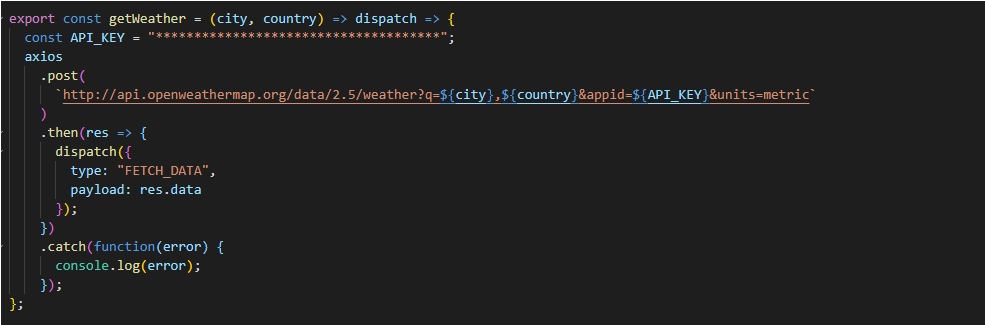 export const getWeather = (city, country) => dispatch => {
  const API_KEY = "*************************************";
  axios
    .post(
      `http://api.openweathermap.org/data/2.5/weather?q=${city},${country}&appid=${API_KEY}&units=metric`
    )
    .then(res => {
      dispatch({
        type: "FETCH_DATA",
        payload: res.data
      });
    })
    .catch(function(error) {
      console.log(error);
    });
};